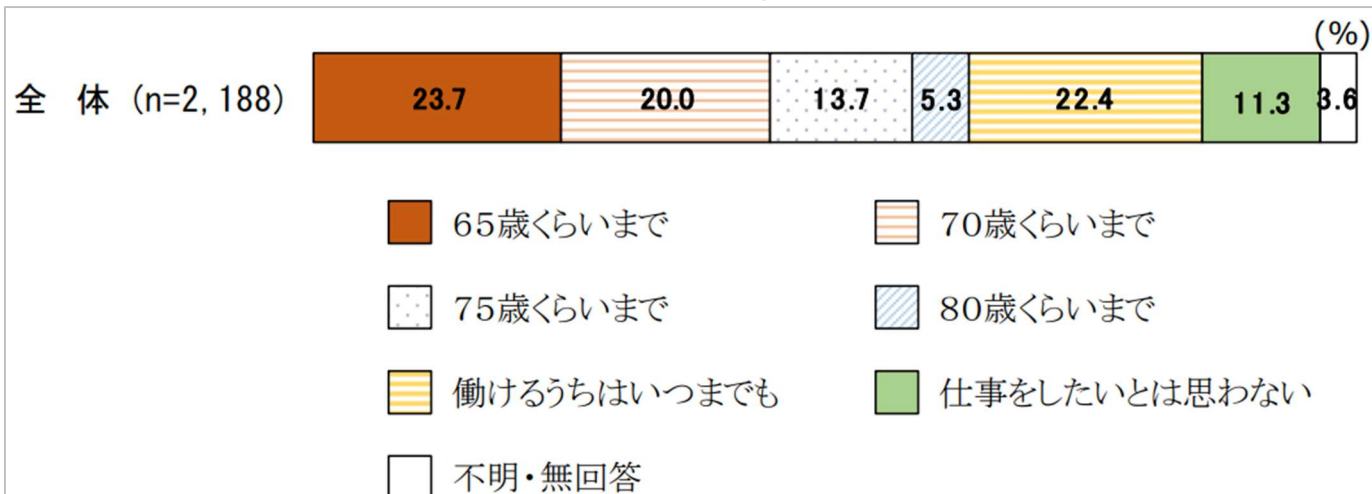 (%)
全　体 (n=2,188) 23.7 20.0 13.7 5.3 22.4 11.3 3.6
65歳くらいまで 70歳くらいまで
75歳くらいまで 80歳くらいまで
働けるうちはいつまでも 仕事をしたいとは思わない
不明・無回答